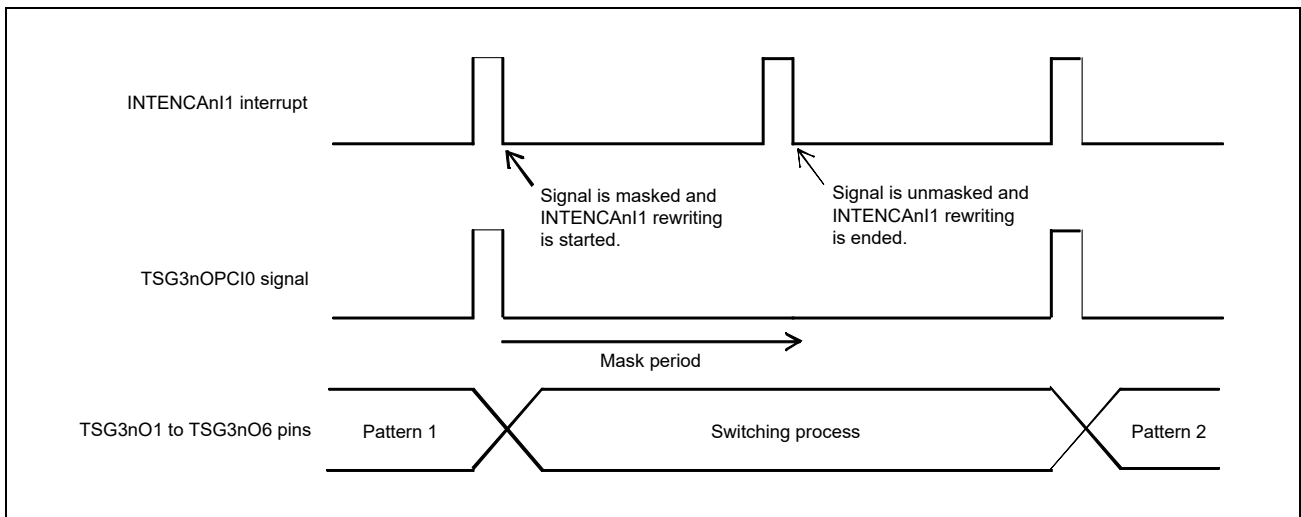 INTENCAnI1 interrupt
Signal is masked and
INTENCAnI1 rewriting
is started.
Signal is unmasked and
INTENCAnI1 rewriting
is ended.
TSG3nOPCI0 signal
Mask period
TSG3nO1 to TSG3nO6 pins
Pattern 1
Switching process
Pattern 2